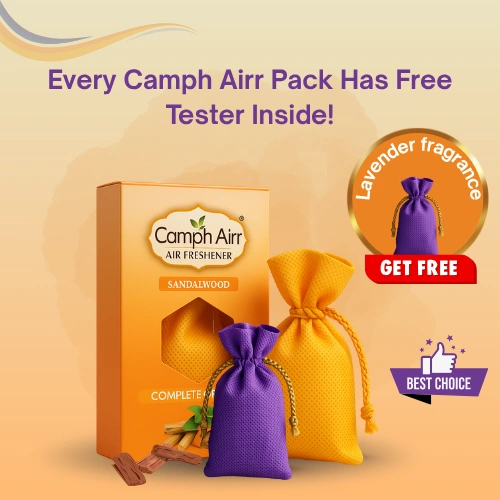 Every Camph Airr Pack Has Free
Tester Inside!
Lavender fragrance
GET FREE
Camph Airr®
AIR FRESHENER
SANDALWOOD
COMPLETE
BEST CHOICE